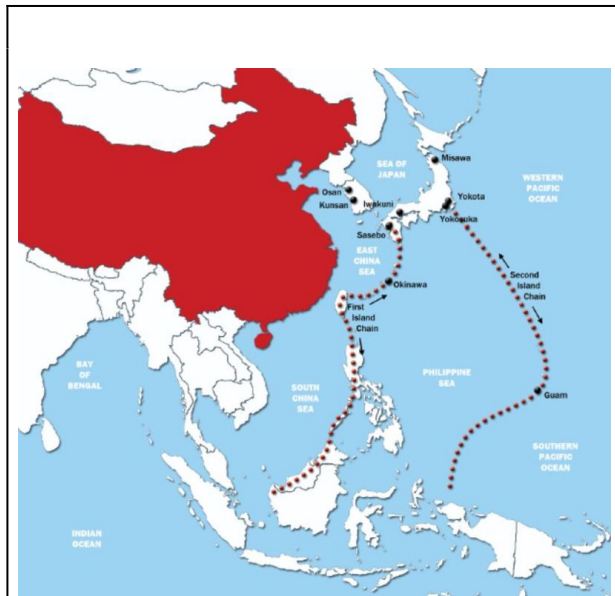 Misawa
SEA OF
JAPAN
WESTERN
PACIFIC
OCEAN
Osan
Kunsan
Iwakuni
Yokota
Yokosuka
Sasebo
EAST
CHINA
SEA
Second
Island
Chain
Okinawa
First
Island
Chain
BAY
OF
BENGAL
SOUTH
CHINA
SEA
PHILIPPINE
SEA
Guam
SOUTHERN
PACIFIC
OCEAN
INDIAN
OCEAN